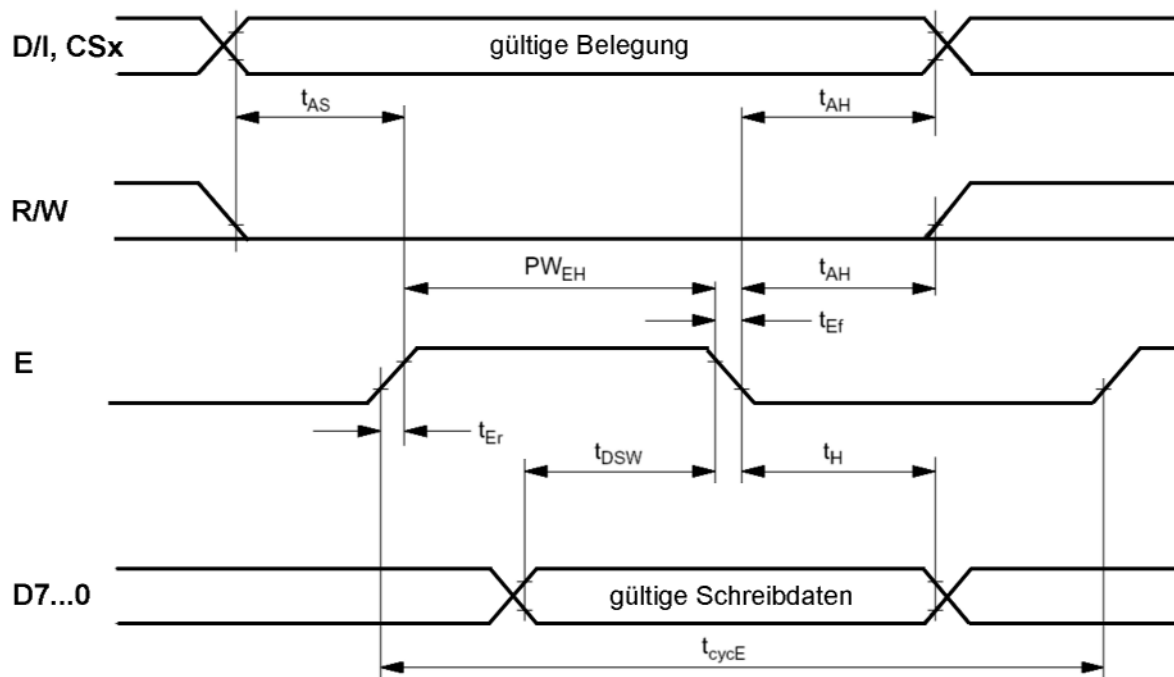 D/I, CSx
gültige Belegung
tAS
tAH
R/W
PWEH
tAH
tEf
E
tEr
tDSW
tH
D7...0
gültige Schreibdaten
tcycE